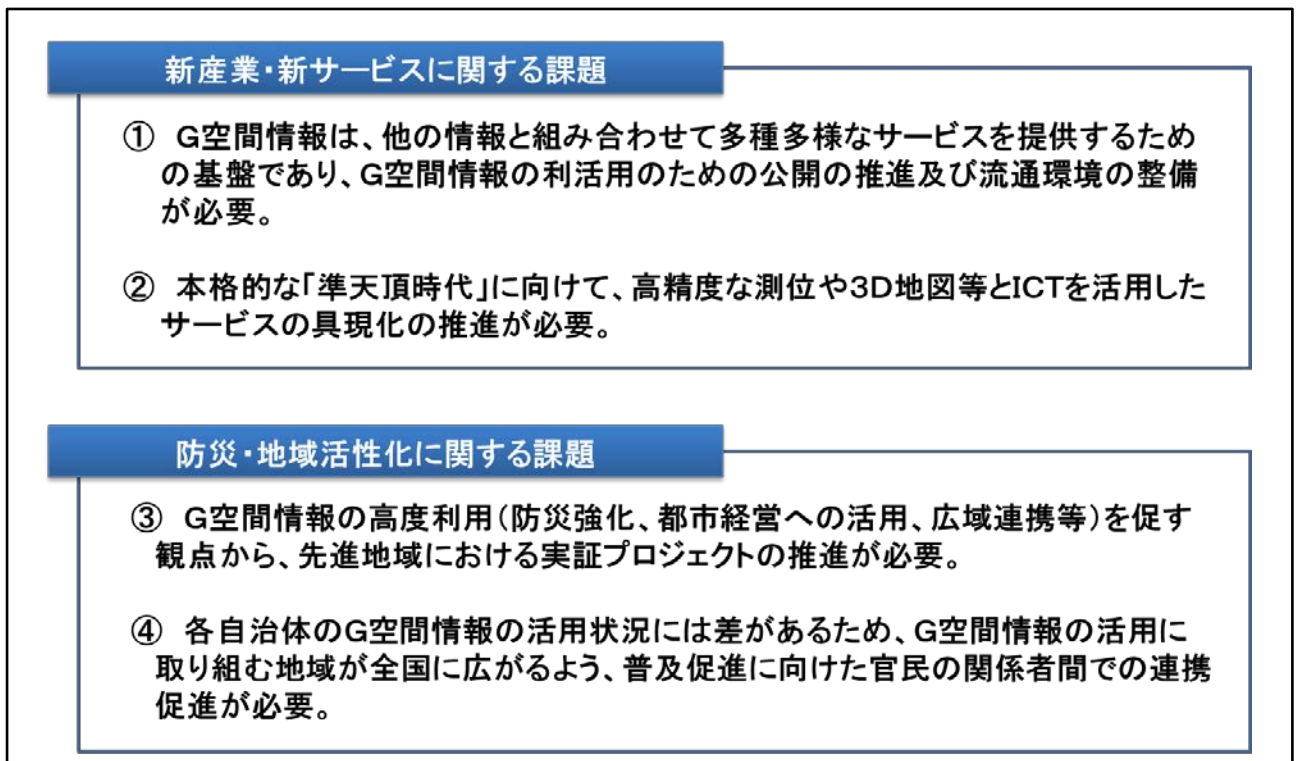 新産業・新サービスに関する課題
① G空間情報は、他の情報と組み合わせて多種多様なサービスを提供するため
の基盤であり、G空間情報の利活用のための公開の推進及び流通環境の整備
が必要。
② 本格的な「準天頂時代」に向けて、高精度な測位や3D地図等とICTを活用した
サービスの具現化の推進が必要。
防災・地域活性化に関する課題
③ G空間情報の高度利用(防災強化、都市経営への活用、広域連携等)を促す
観点から、先進地域における実証プロジェクトの推進が必要。
④ 各自治体のG空間情報の活用状況には差があるため、G空間情報の活用に
取り組む地域が全国に広がるよう、普及促進に向けた官民の関係者間での連携
促進が必要。